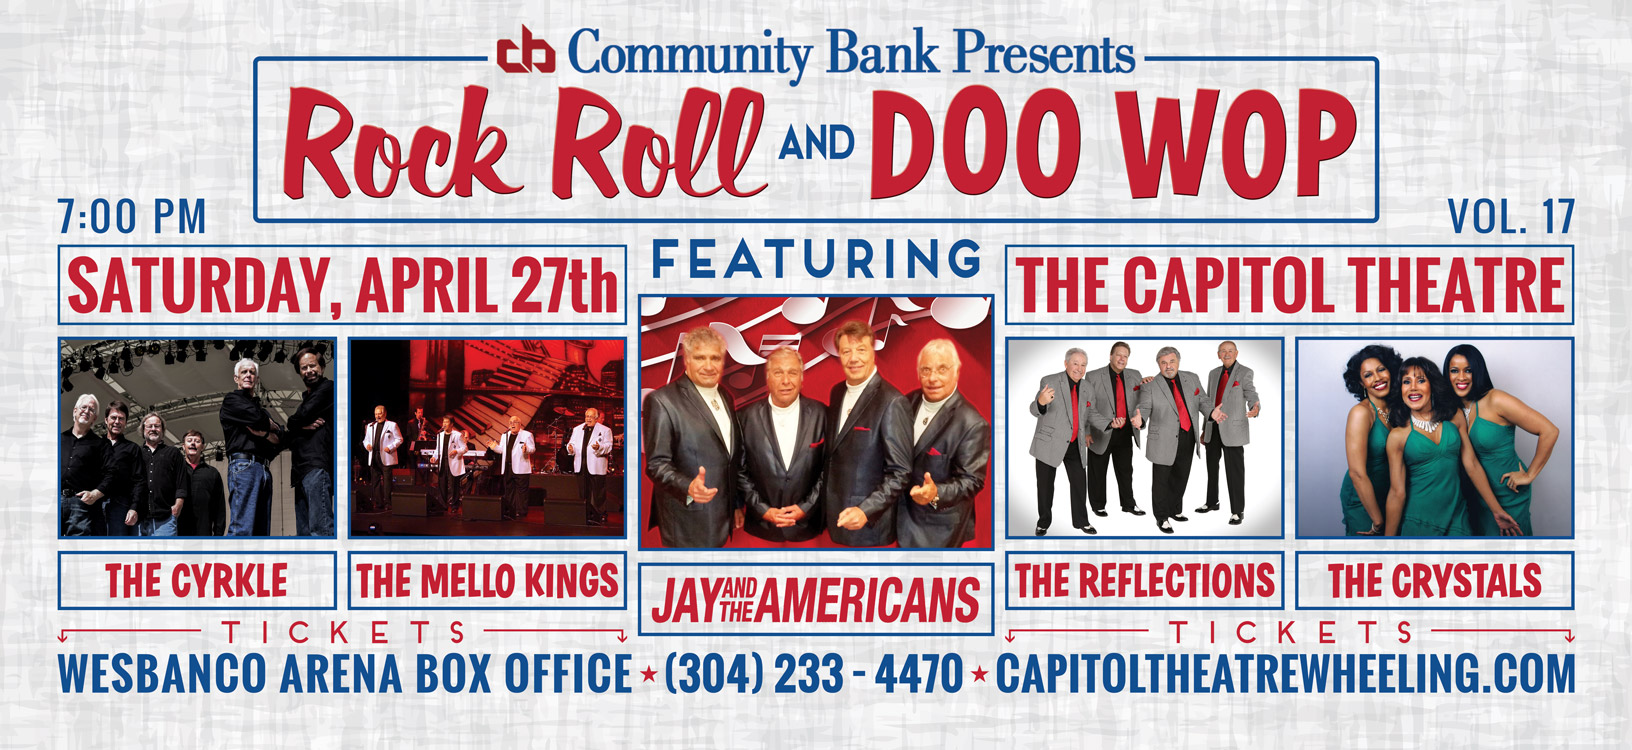 cb Community Bank Presents
Rock Roll AND DOO WOP
7:00 PM
VOL. 17
SATURDAY, APRIL 27th
FEATURING
THE CAPITOL THEATRE
THE CYRKLE
THE MELLO KINGS
JAY AND THE AMERICANS
THE REFLECTIONS
THE CRYSTALS
TICKETS
TICKETS
WESBANCO ARENA BOX OFFICE ★ (304) 233 - 4470 ★ CAPITOLTHEATREWHEELING.COM